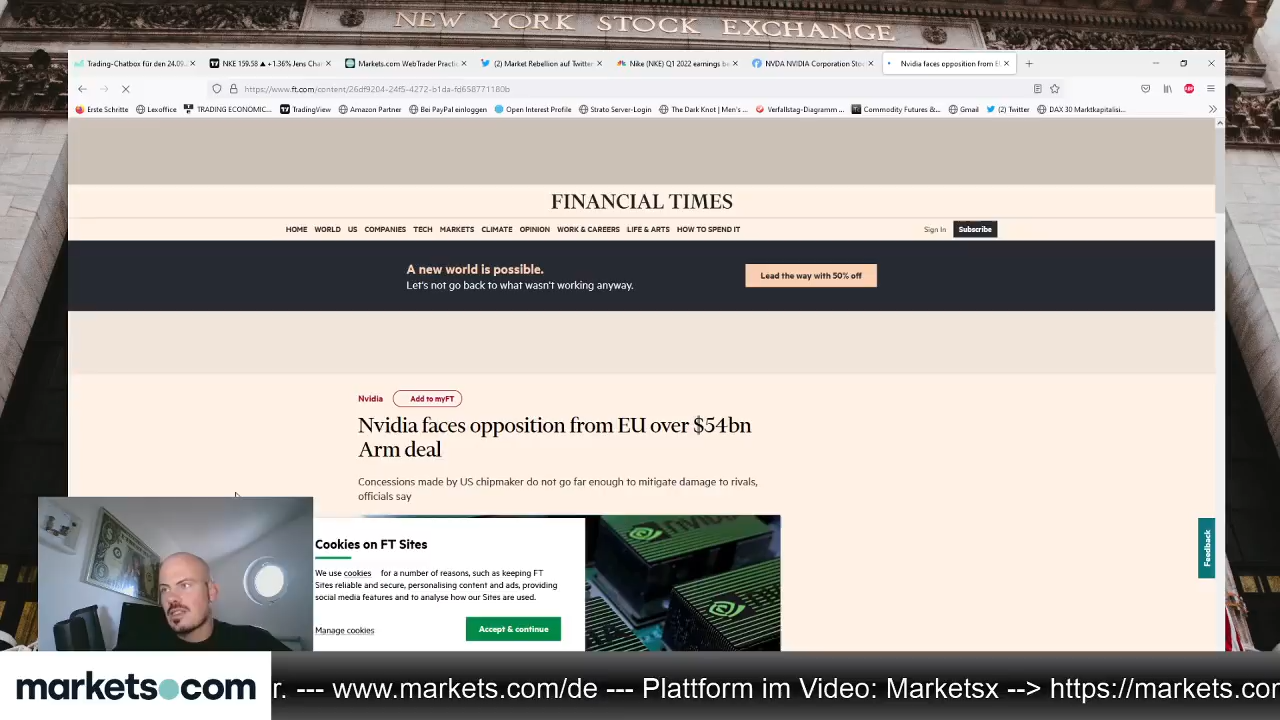 NEW YORK STOCK EXCHANGE
Trading-Chatbox für den 24.09.
NKE 159.58 ▲ +1.36% Jens Cha
Markets.com WebTrader Practic
(2) Market Rebellion auf Twitter
Nike (NKE) Q1 2022 earnings be
NVDA NVIDIA Corporation Stoc
Nvidia faces opposition from E
https://www.ft.com/content/26df9204-24f5-4272-b1da-fd658771180b
Erste Schritte
Lexoffice
TRADING ECONOMIC...
TradingView
Amazon Partner
Bei PayPal einloggen
Open Interest Profile
Strato Server-Login
The Dark Knot | Men's ...
Verfallstag-Diagramm ...
Commodity Futures &...
Gmail
(2) Twitter
DAX 30 Marktkapitalisi...
FINANCIAL TIMES
HOME WORLD US COMPANIES TECH MARKETS CLIMATE OPINION WORK & CAREERS LIFE & ARTS HOW TO SPEND IT
Sign In Subscribe
A new world is possible.
Let's not go back to what wasn't working anyway.
Lead the way with 50% off
Nvidia Add to myFT
Nvidia faces opposition from EU over $54bn
Arm deal
Concessions made by US chipmaker do not go far enough to mitigate damage to rivals,
officials say
Cookies on FT Sites
We use cookies for a number of reasons, such as keeping FT
Sites reliable and secure, personalising content and ads, providing
social media features and to analyse how our Sites are used.
Manage cookies Accept & continue
Feedback
markets.com
r. --- www.markets.com/de --- Plattform im Video: Marketsx --> https://markets.com